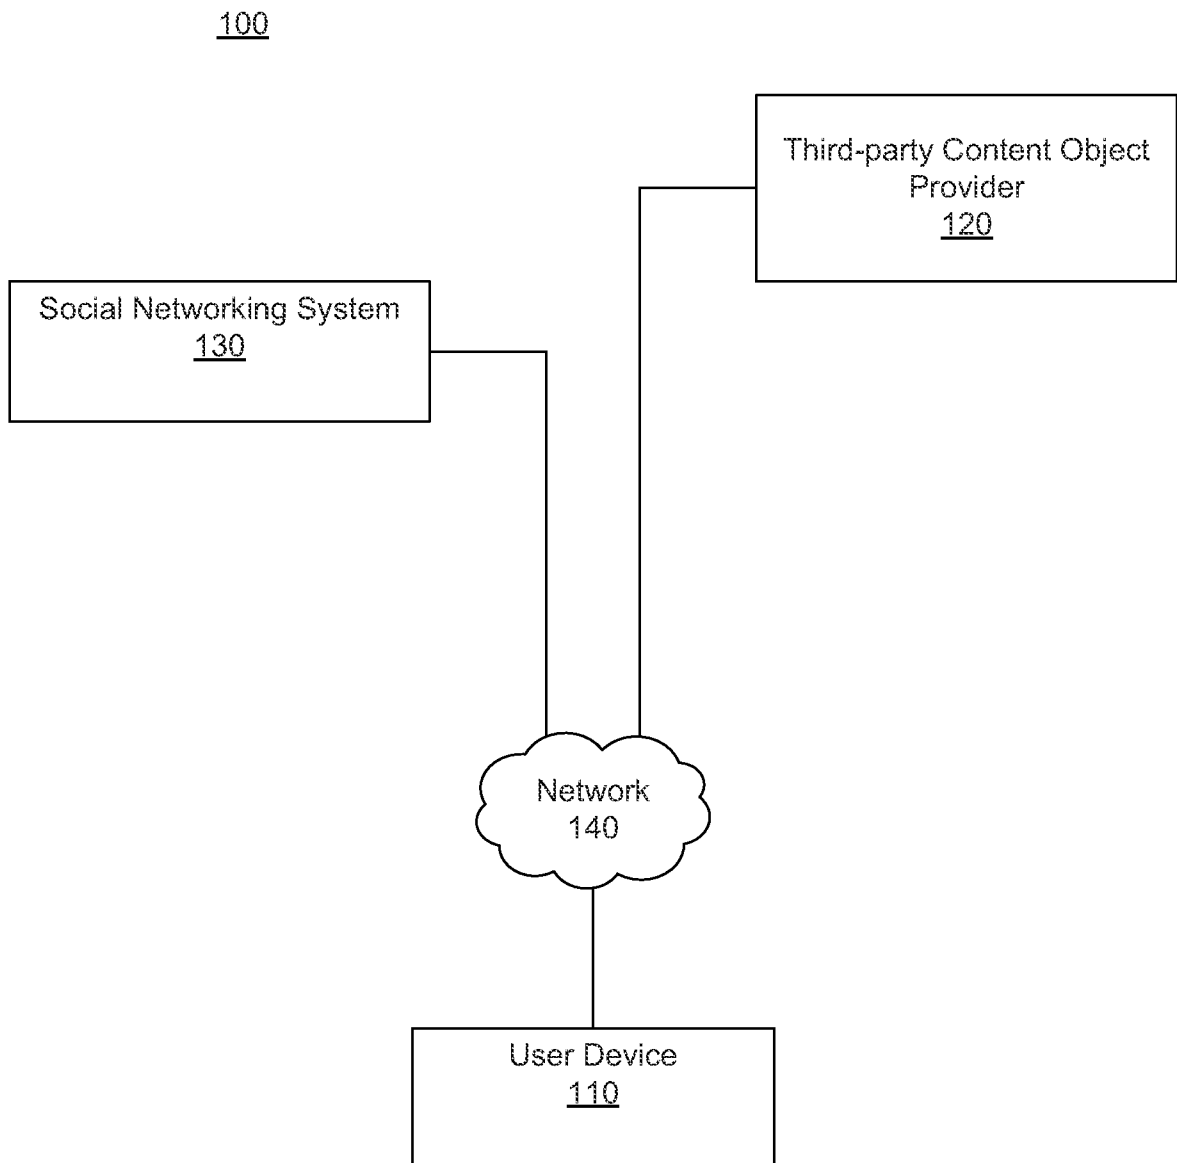 100
Third-party Content Object
Provider
120
Social Networking System
130
Network
140
User Device
110